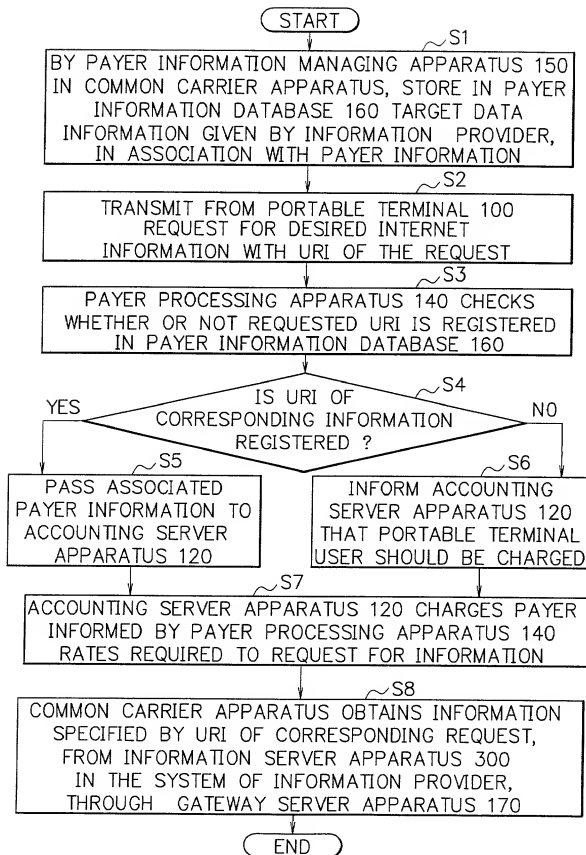 START
S1
BY PAYER INFORMATION MANAGING APPARATUS 150
IN COMMON CARRIER APPARATUS, STORE IN PAYER
INFORMATION DATABASE 160 TARGET DATA
INFORMATION GIVEN BY INFORMATION PROVIDER,
IN ASSOCIATION WITH PAYER INFORMATION
S2
TRANSMIT FROM PORTABLE TERMINAL 100
REQUEST FOR DESIRED INTERNET
INFORMATION WITH URI OF THE REQUEST
S3
PAYER PROCESSING APPARATUS 140 CHECKS
WHETHER OR NOT REQUESTED URI IS REGISTERED
IN PAYER INFORMATION DATABASE 160
S4
IS URI OF
CORRESPONDING INFORMATION
REGISTERED ?
YES
NO
S5
PASS ASSOCIATED
PAYER INFORMATION TO
ACCOUNTING SERVER
APPARATUS 120
S6
INFORM ACCOUNTING
SERVER APPARATUS 120
THAT PORTABLE TERMINAL
USER SHOULD BE CHARGED
S7
ACCOUNTING SERVER APPARATUS 120 CHARGES PAYER
INFORMED BY PAYER PROCESSING APPARATUS 140
RATES REQUIRED TO REQUEST FOR INFORMATION
S8
COMMON CARRIER APPARATUS OBTAINS INFORMATION
SPECIFIED BY URI OF CORRESPONDING REQUEST,
FROM INFORMATION SERVER APPARATUS 300
IN THE SYSTEM OF INFORMATION PROVIDER,
THROUGH GATEWAY SERVER APPARATUS 170
END